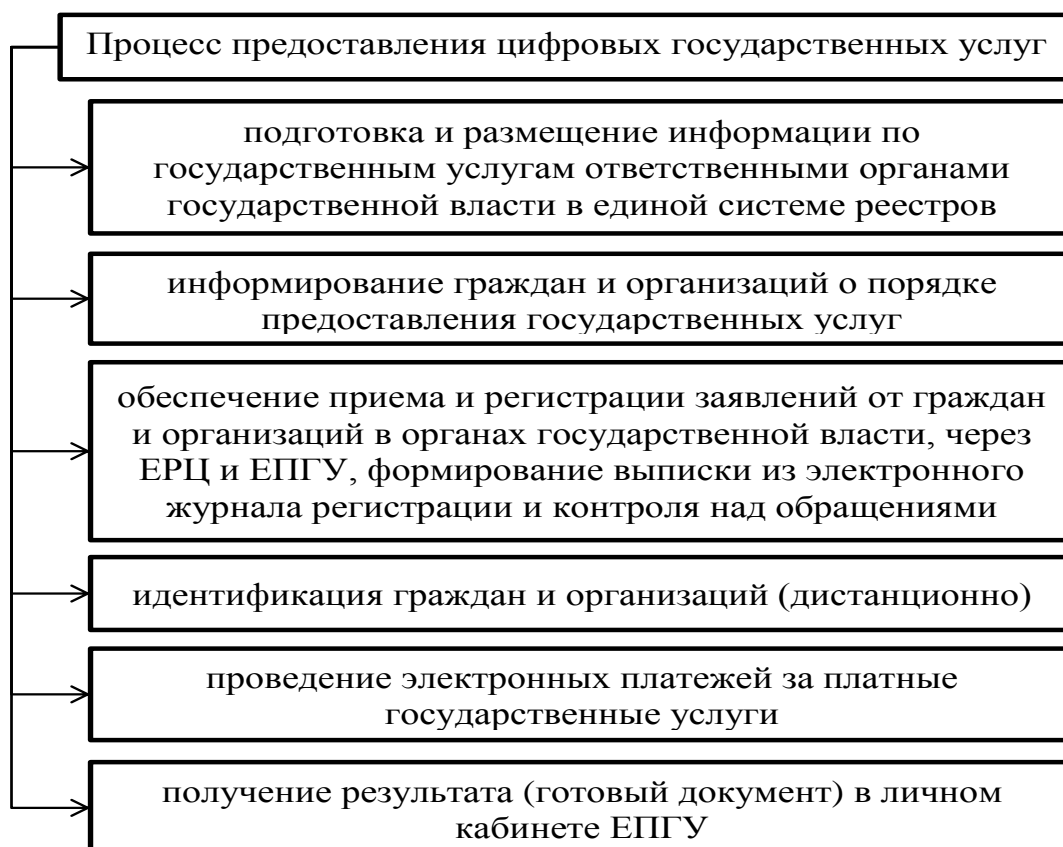 Процесс предоставления цифровых государственных услуг
подготовка и размещение информации по
государственным услугам ответственными органами
государственной власти в единой системе реестров
информирование граждан и организаций о порядке
предоставления государственных услуг
обеспечение приема и регистрации заявлений от граждан
и организаций в органах государственной власти, через
ЕРЦ и ЕПГУ, формирование выписки из электронного
журнала регистрации и контроля над обращениями
идентификация граждан и организаций (дистанционно)
проведение электронных платежей за платные
государственные услуги
получение результата (готовый документ) в личном
кабинете ЕПГУ